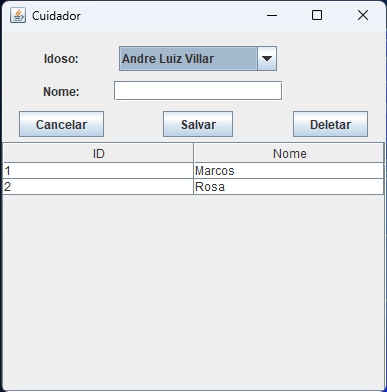 Cuidador
Idoso: Andre Luiz Villar
Nome:
Cancelar Salvar Deletar
ID Nome
1 Marcos
2 Rosa